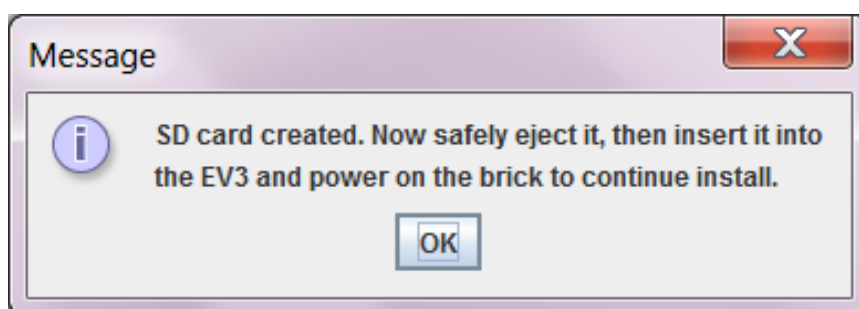 Message
SD card created. Now safely eject it, then insert it into
the EV3 and power on the brick to continue install.
OK